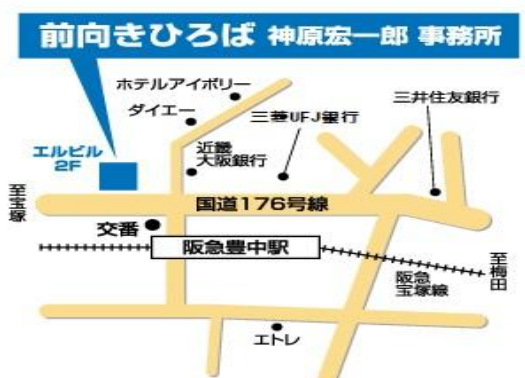 前向きひろば 神原宏一郎 事務所
ホテルアイボリー
ダイエー
三井住友銀行
三菱UFJ銀行
エルビル
2F
近畿
大阪銀行
至宝塚
国道176号線
交番
阪急豊中駅
至梅田
阪急
宝塚線
エトレ